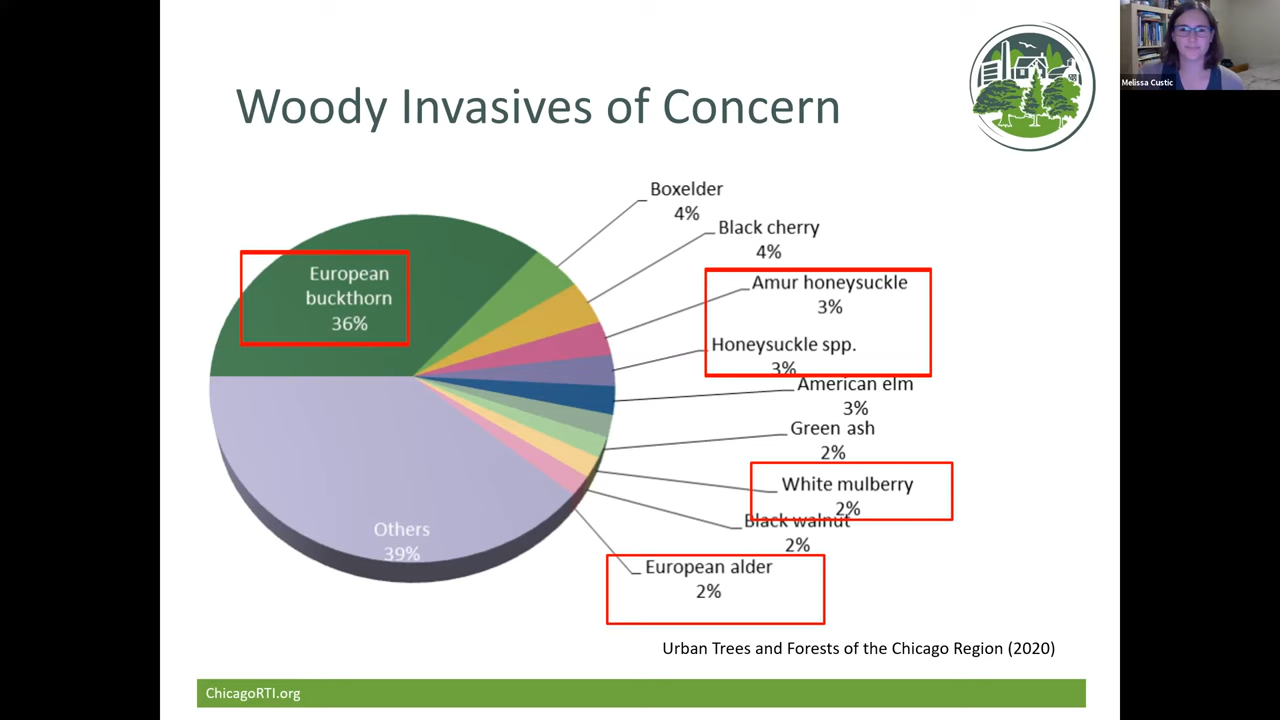 Melissa Custic
Woody Invasives of Concern
Boxelder
4%
Black cherry
4%
European
buckthorn
36%
Amur honeysuckle
3%
Honeysuckle spp.
3%
American elm
3%
Green ash
2%
White mulberry
2%
Black walnut
2%
Others
39%
European alder
2%
Urban Trees and Forests of the Chicago Region (2020)
ChicagoRTI.org